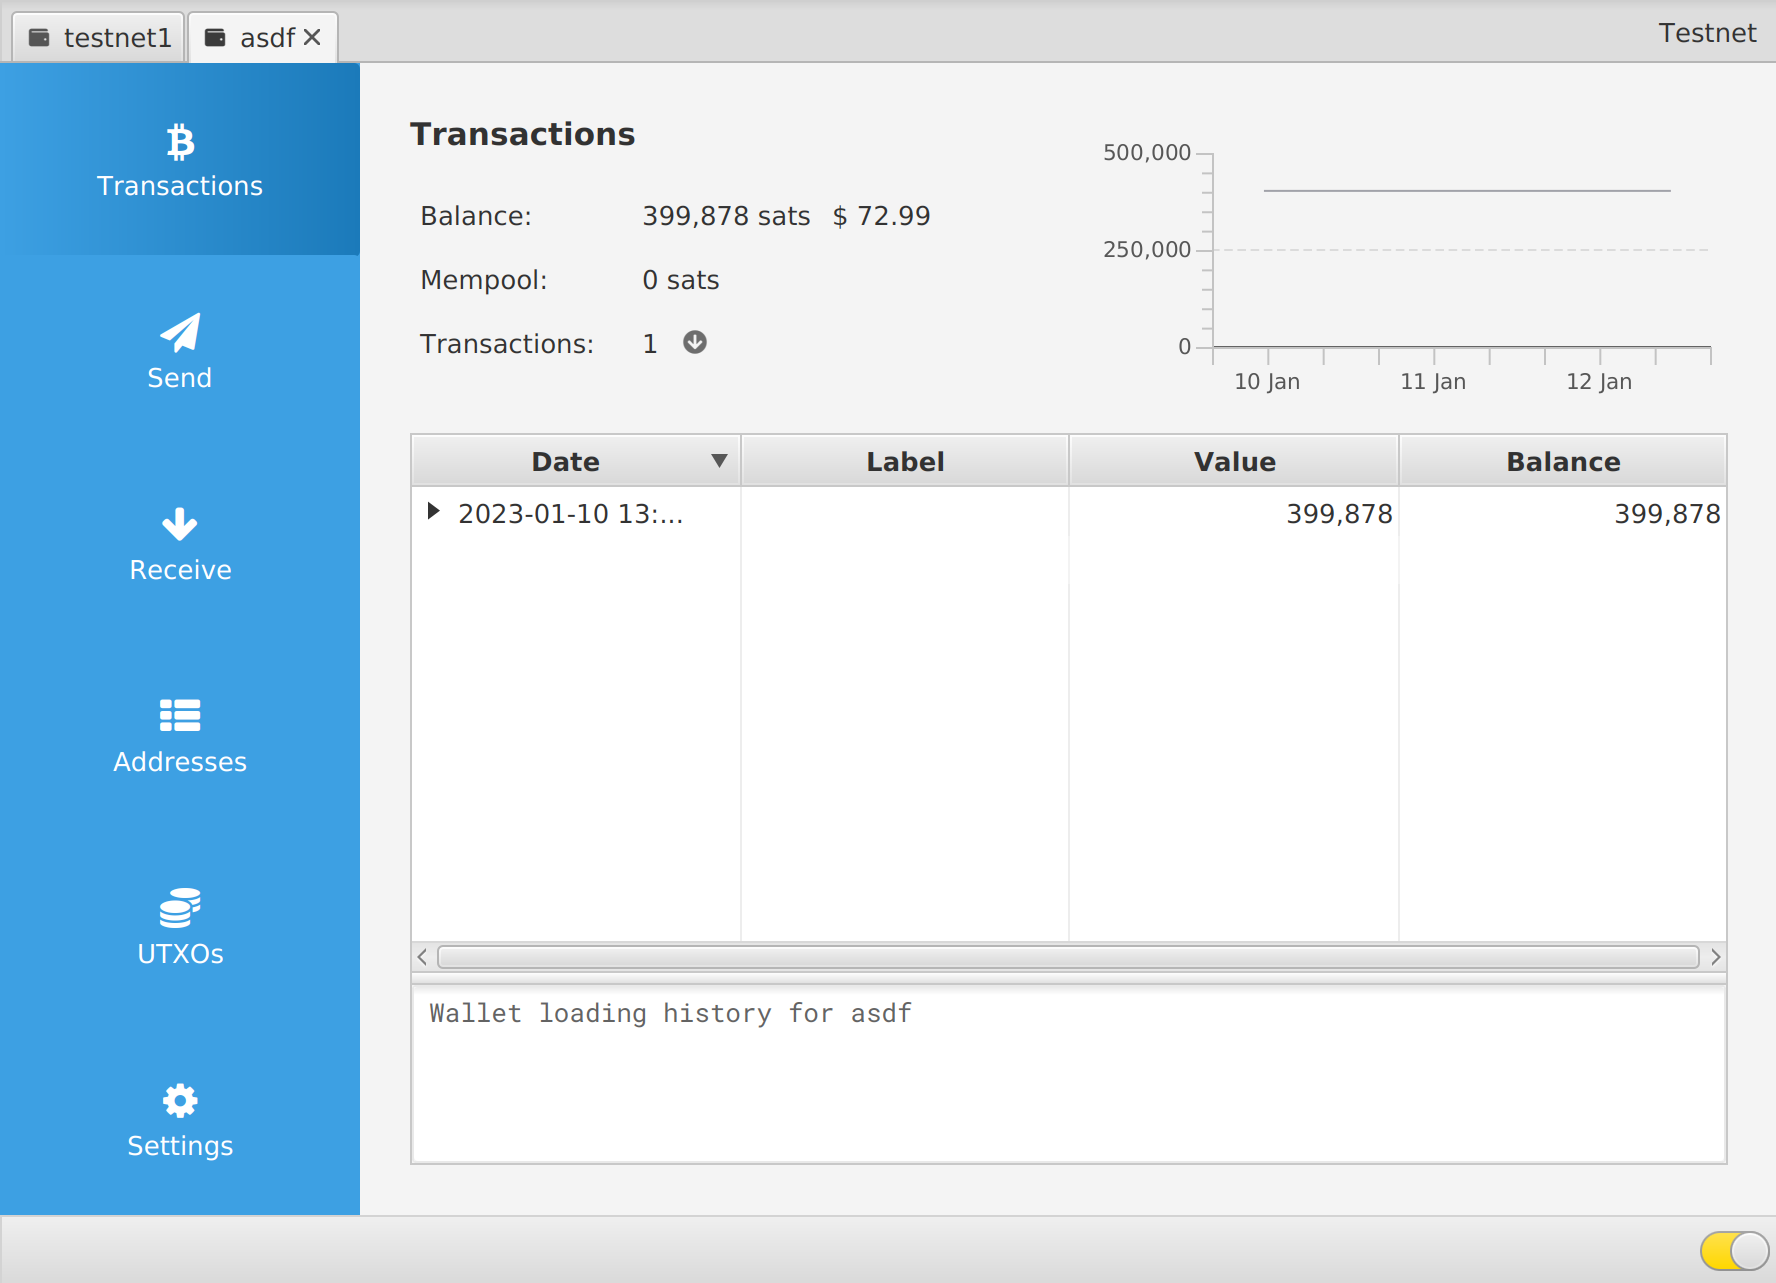 testnet1
asdf
Testnet
Transactions
Send
Receive
Addresses
UTXOs
Settings
Transactions
Balance: 399,878 sats $ 72.99
Mempool: 0 sats
Transactions: 1
500,000
250,000
0
10 Jan 11 Jan 12 Jan
Date Label Value Balance
2023-01-10 13:... 399,878 399,878
Wallet loading history for asdf